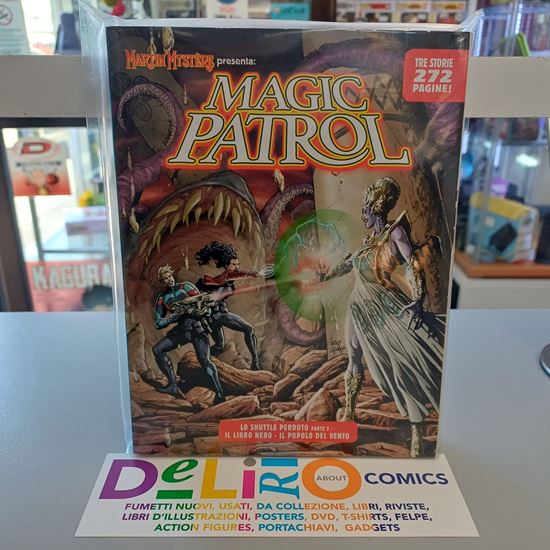 MARTIN MYSTÈRE presenta:
TRE STORIE
272
PAGINE!
MAGIC
PATROL
KAGURA
LO SHUTTLE PERDUTO PARTE 2 -
IL LIBRO NERO - IL POPOLO DEL VENTO
DeLiRiO ABOUT COMICS
FUMETTI NUOVI, USATI, DA COLLEZIONE, LIBRI, RIVISTE,
LIBRI D'ILLUSTRAZIONI, POSTERS, DVD, T-SHIRTS, FELPE,
ACTION FIGURES, PORTACHIAVI, GADGETS